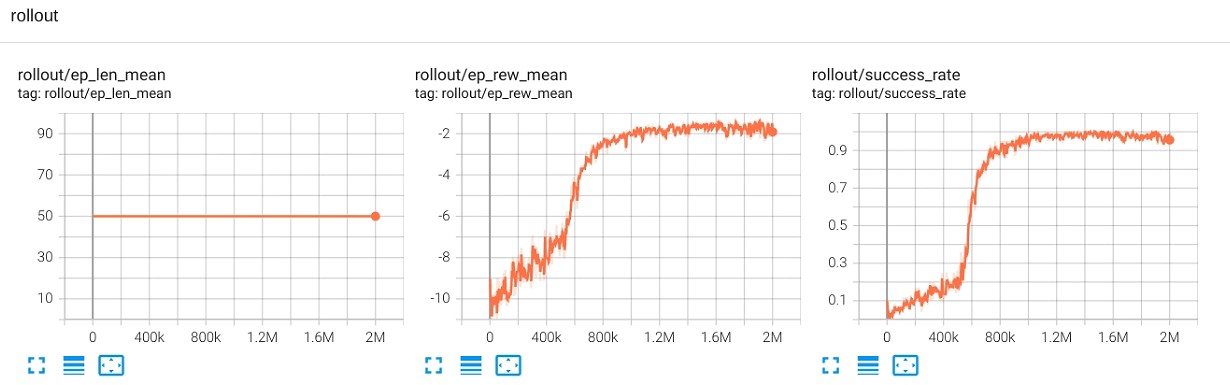 rollout
rollout/ep_len_mean
tag: rollout/ep_len_mean
90
70
50
30
10
0 400k 800k 1.2M 1.6M 2M
rollout/ep_rew_mean
tag: rollout/ep_rew_mean
-2
-4
-6
-8
-10
0 400k 800k 1.2M 1.6M 2M
rollout/success_rate
tag: rollout/success_rate
0.9
0.7
0.5
0.3
0.1
0 400k 800k 1.2M 1.6M 2M